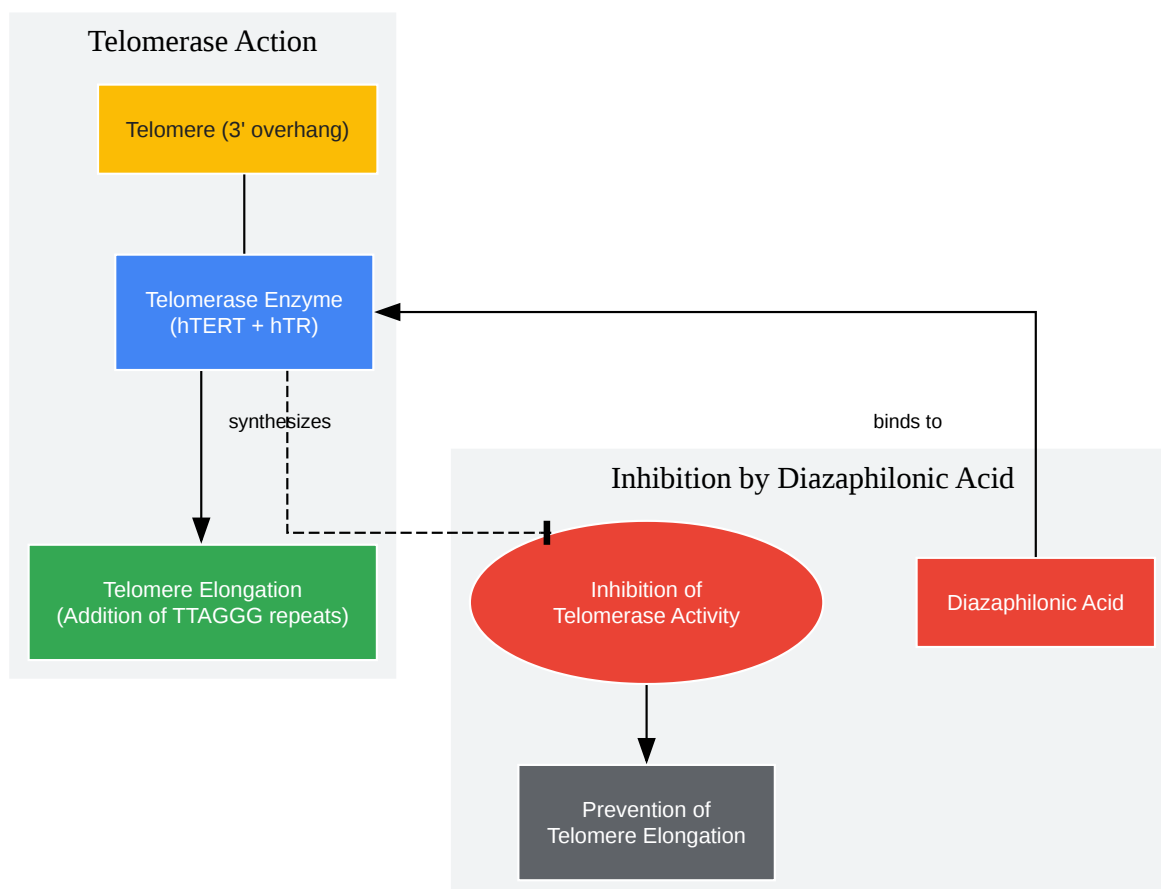 Telomerase Action
Telomere (3' overhang)
Telomerase Enzyme
(hTERT + hTR)
synthesizes
binds to
Telomere Elongation
(Addition of TTAGGG repeats)
Inhibition by Diazaphilonic Acid
Inhibition of
Telomerase Activity
Diazaphilonic Acid
Prevention of
Telomere Elongation